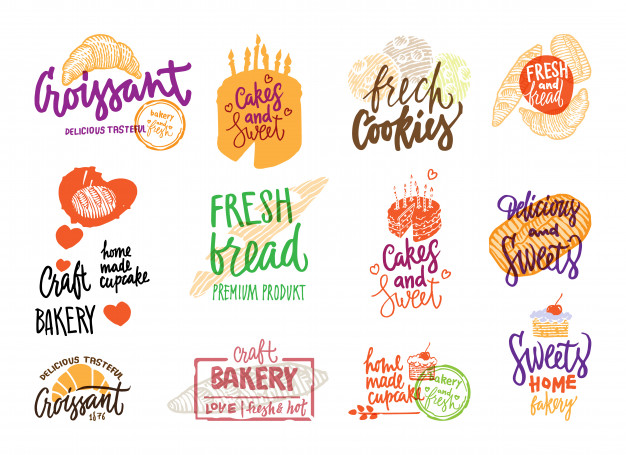 Croissant
DELICIOUS TASTEFUL
bakery
and
fresh
Cakes
and
Sweet
frech
Cookies
FRESH
and
bread
Craft
BAKERY
home
made
cupcake
FRESH
bread
PREMIUM PRODUKT
Cakes
and
Sweet
Delicious
and
Sweets
DELICIOUS TASTEFUL
Croissant
1876
craft
BAKERY
LOVE | fresh & hot
home
made
cupcake
bakery
and
fresh
Sweets
HOME
bakery